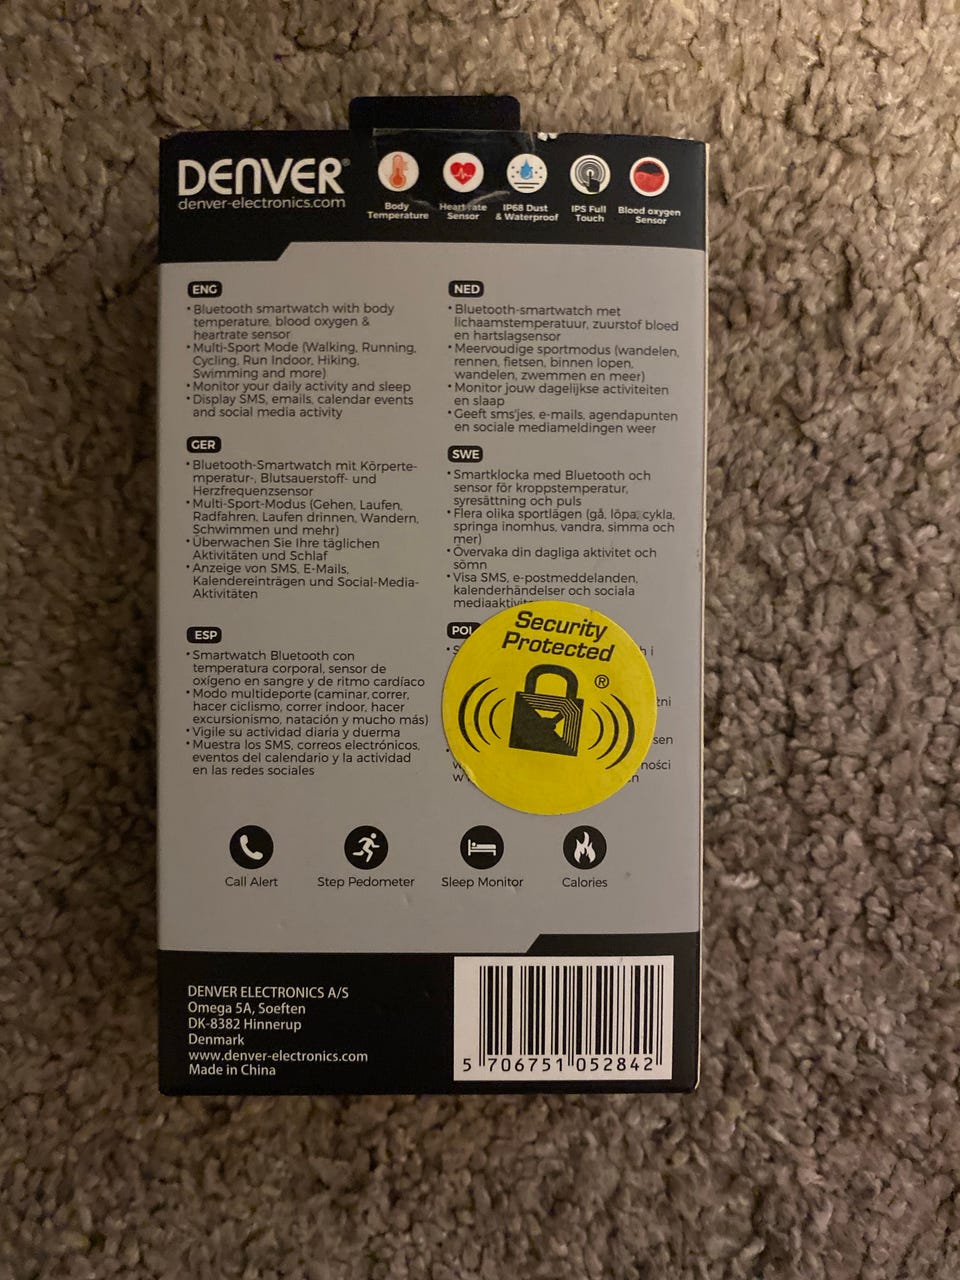 DENVER®
denver-electronics.com
Body
Temperature
Heartrate
Sensor
IP68 Dust
& Waterproof
IPS Full
Touch
Blood oxygen
Sensor
ENG
• Bluetooth smartwatch with body
temperature, blood oxygen &
heartrate sensor
• Multi-Sport Mode (Walking, Running,
Cycling, Run Indoor, Hiking,
Swimming and more)
• Monitor your daily activity and sleep
• Display SMS, emails, calendar events
and social media activity
GER
• Bluetooth-Smartwatch mit Körperte-
mperatur-, Blutsauerstoff- und
Herzfrequenzsensor
• Multi-Sport-Modus (Gehen, Laufen,
Radfahren, Laufen drinnen, Wandern,
Schwimmen und mehr)
• Überwachen Sie Ihre täglichen
Aktivitäten und Schlaf
• Anzeige von SMS, E-Mails,
Kalendereinträgen und Social-Media-
Aktivitäten
ESP
• Smartwatch Bluetooth con
temperatura corporal, sensor de
oxígeno en sangre y de ritmo cardíaco
• Modo multideporte (caminar, correr,
hacer ciclismo, correr indoor, hacer
excursionismo, natación y mucho más)
• Vigile su actividad diaria y duerma
• Muestra los SMS, correos electrónicos,
eventos del calendario y la actividad
en las redes sociales
NED
• Bluetooth-smartwatch met
lichaamstemperatuur, zuurstof bloed
en hartslagsensor
• Meervoudige sportmodus (wandelen,
rennen, fietsen, binnen lopen,
wandelen, zwemmen en meer)
• Monitor jouw dagelijkse activiteiten
en slaap
• Geeft sms'jes, e-mails, agendapunten
en sociale mediameldingen weer
SWE
• Smartklocka med Bluetooth och
sensor för kroppstemperatur,
syresättning och puls
• Flera olika sportlägen (gå, löpa, cykla,
springa inomhus, vandra, simma och
mer)
• Övervaka din dagliga aktivitet och
sömn
• Visa SMS, e-postmeddelanden,
kalenderhändelser och sociala
POL
Security
Protected
®
Call Alert
Step Pedometer
Sleep Monitor
Calories
DENVER ELECTRONICS A/S
Omega 5A, Soeften
DK-8382 Hinnerup
Denmark
www.denver-electronics.com
Made in China
5 706751 052842